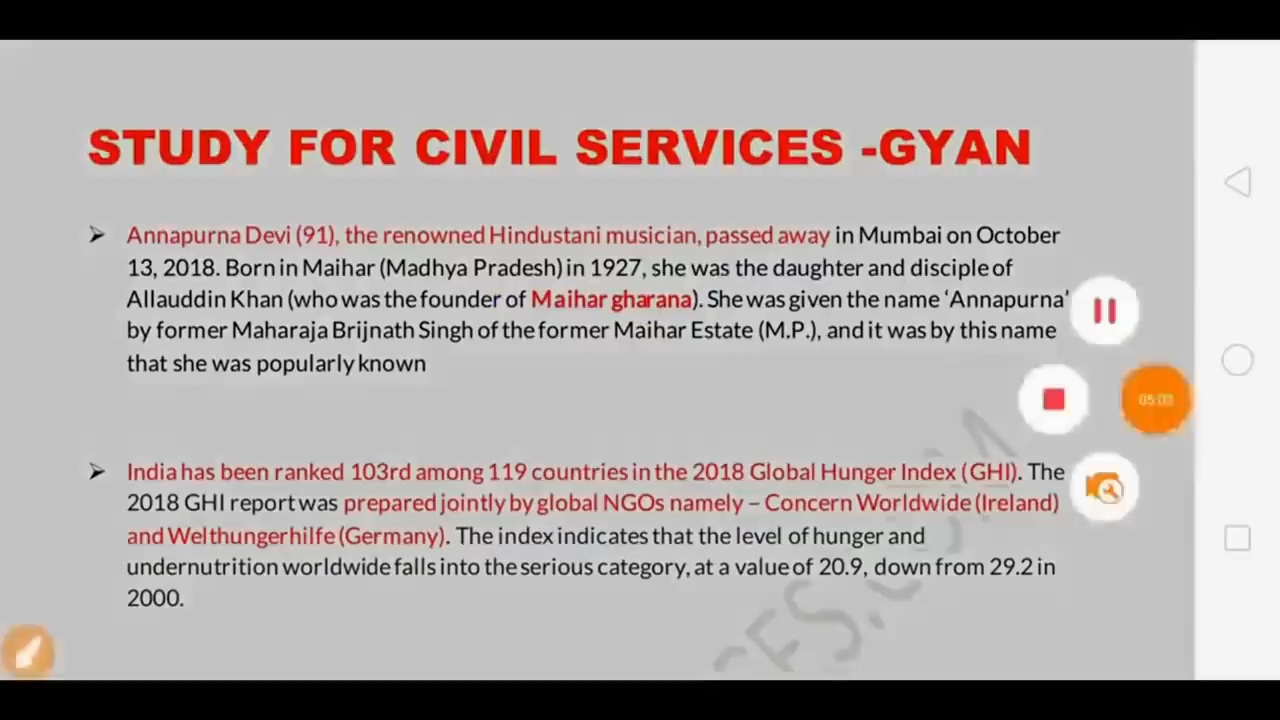 STUDY FOR CIVIL SERVICES -GYAN
➢ Annapurna Devi (91), the renowned Hindustani musician, passed away in Mumbai on October
13, 2018. Born in Maihar (Madhya Pradesh) in 1927, she was the daughter and disciple of
Allauddin Khan (who was the founder of Maihar gharana). She was given the name ‘Annapurna’
by former Maharaja Brijnath Singh of the former Maihar Estate (M.P.), and it was by this name
that she was popularly known
➢ India has been ranked 103rd among 119 countries in the 2018 Global Hunger Index (GHI). The
2018 GHI report was prepared jointly by global NGOs namely – Concern Worldwide (Ireland)
and Welthungerhilfe (Germany). The index indicates that the level of hunger and
undernutrition worldwide falls into the serious category, at a value of 20.9, down from 29.2 in
2000.